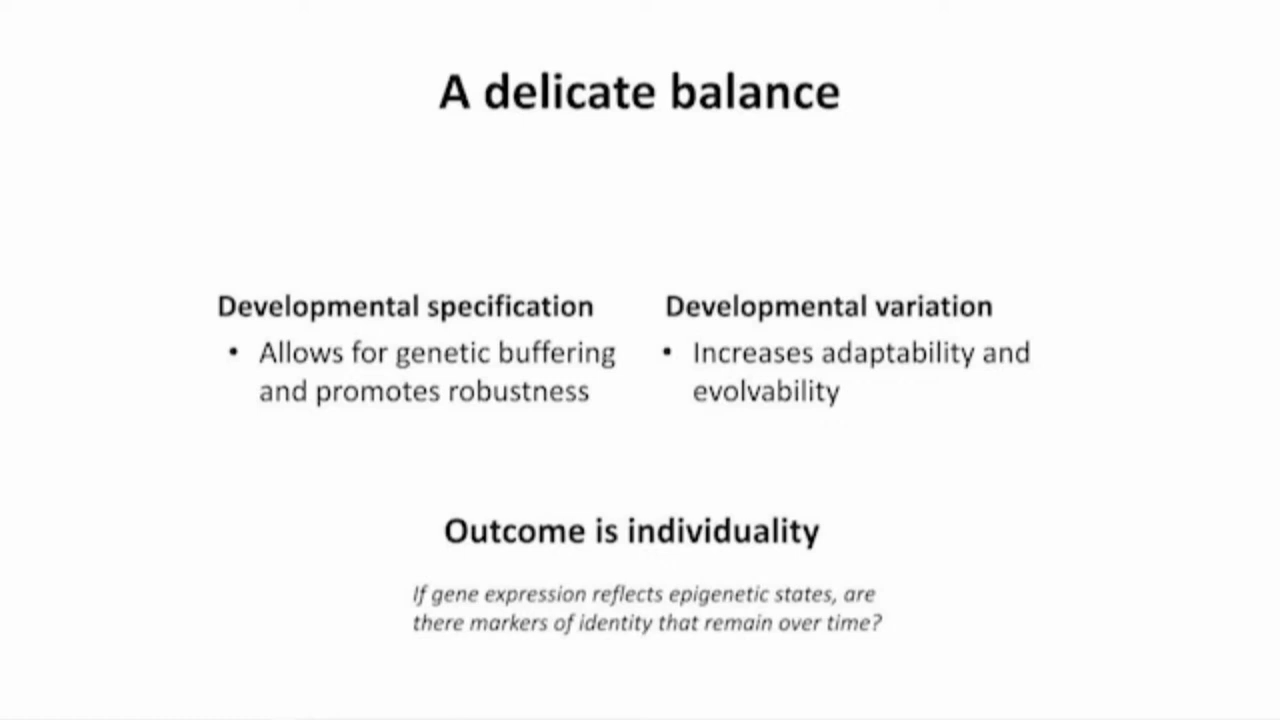 A delicate balance
Developmental specification
• Allows for genetic buffering
and promotes robustness
Developmental variation
• Increases adaptability and
evolvability
Outcome is individuality
If gene expression reflects epigenetic states, are
there markers of identity that remain over time?